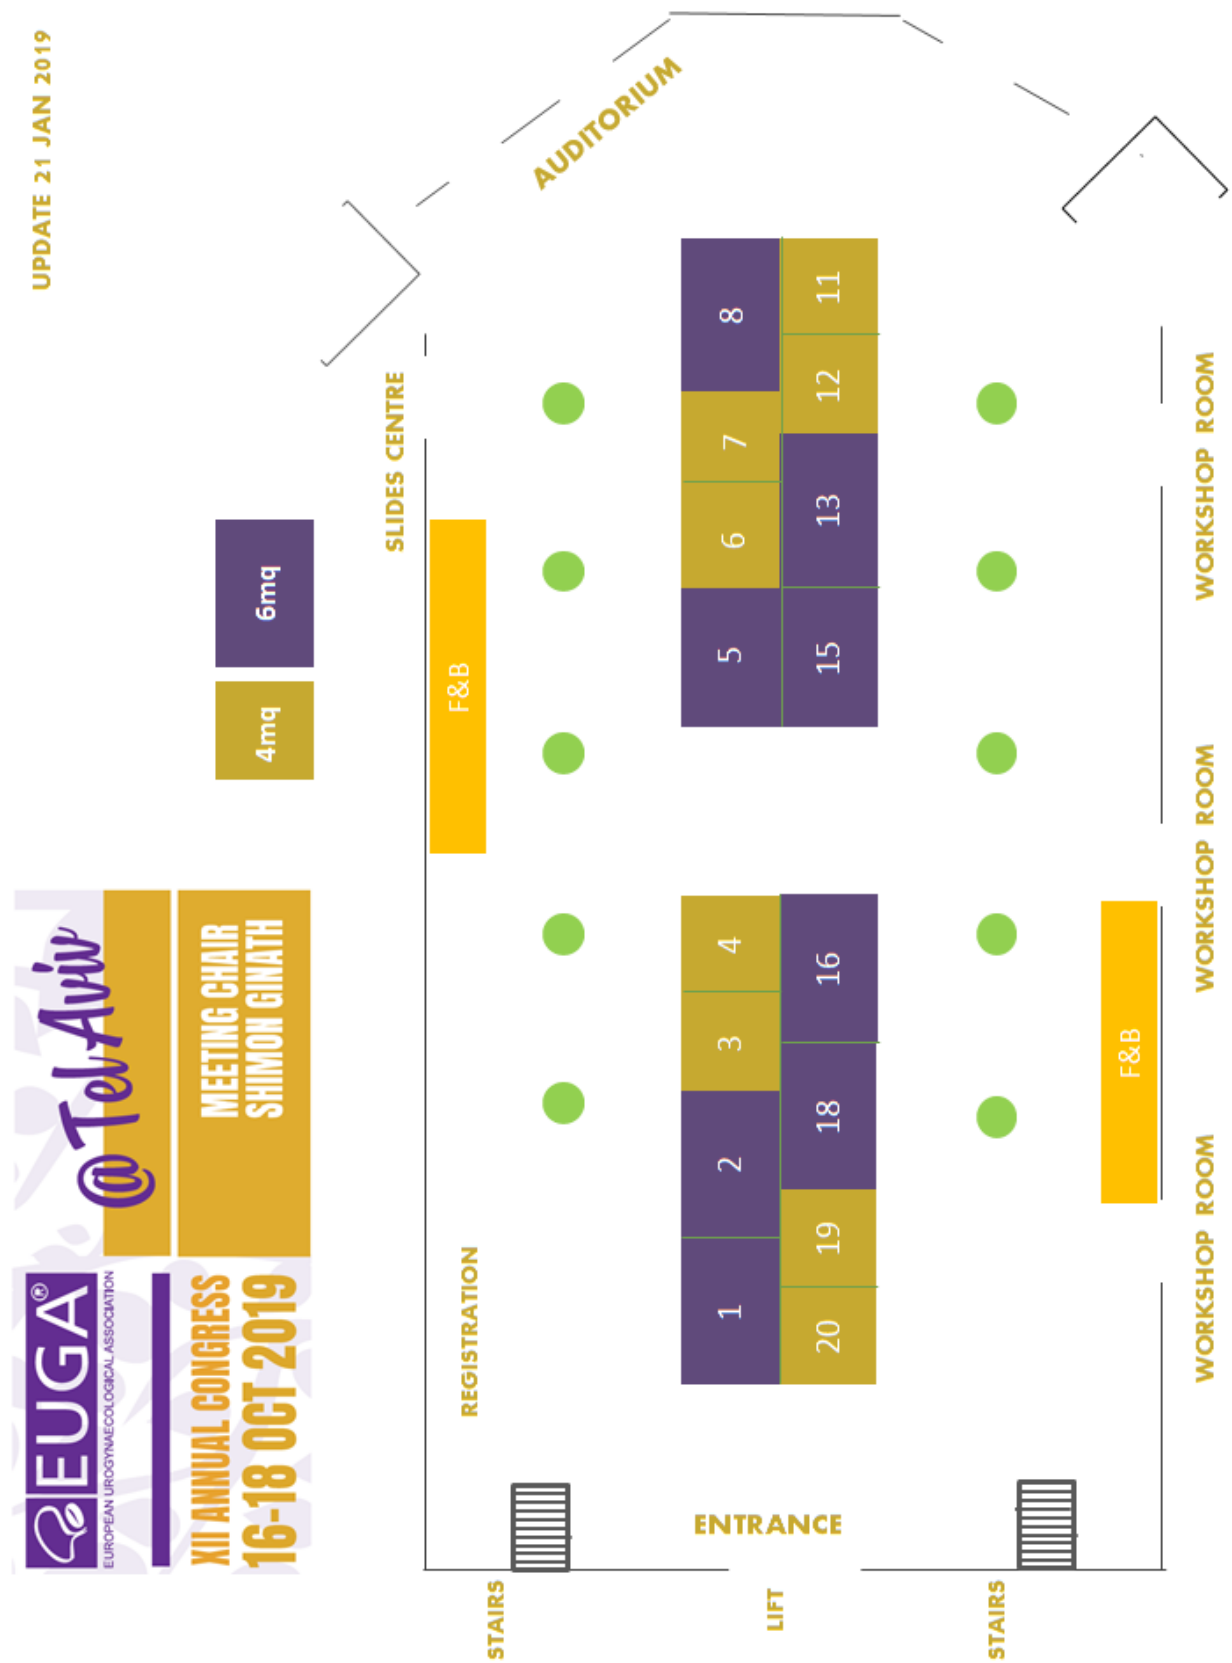 EUGA®
EUROPEAN UROGYNAECOLOGICAL ASSOCIATION
@Tel Aviv
XII ANNUAL CONGRESS
16-18 OCT 2019
MEETING CHAIR
SHIMON GINATH
UPDATE 21 JAN 2019
4mq
6mq
SLIDES CENTRE
AUDITORIUM
F&B
REGISTRATION
STAIRS
1
2
3
4
5
6
7
8
20
19
18
16
15
13
12
11
ENTRANCE
LIFT
F&B
STAIRS
WORKSHOP ROOM
WORKSHOP ROOM
WORKSHOP ROOM